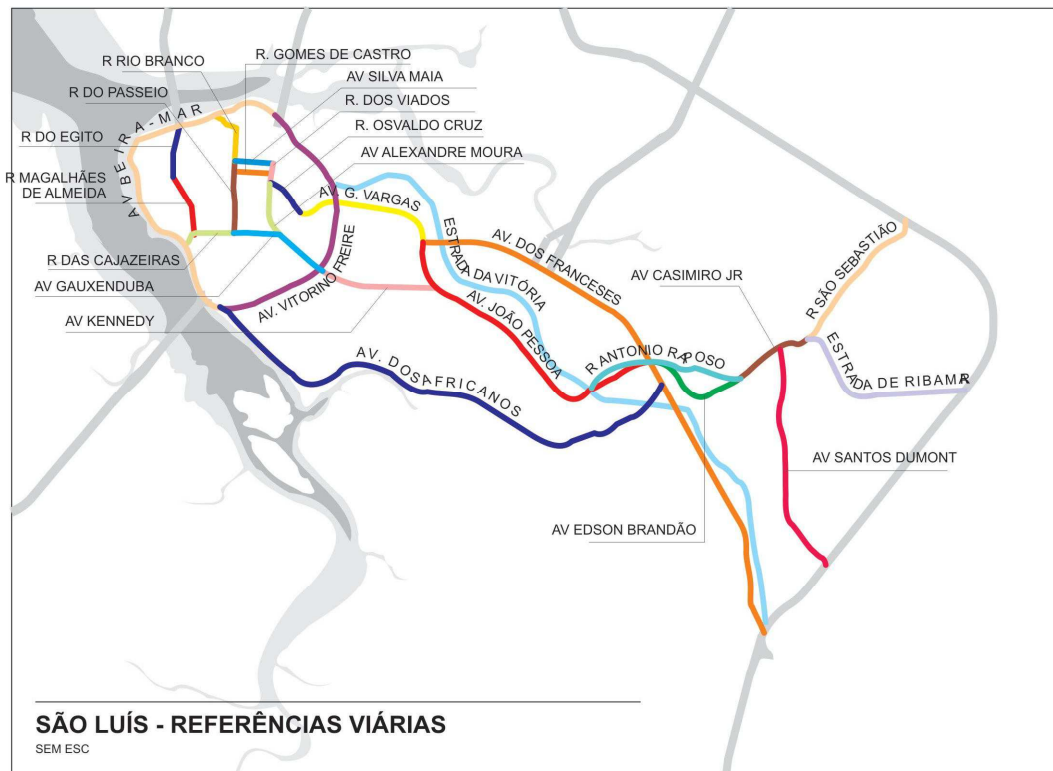 R. GOMES DE CASTRO
R RIO BRANCO
AV SILVA MAIA
R DO PASSEIO
R. DOS VIADOS
R. OSVALDO CRUZ
R DO EGITO
AV BEIRA-MAR
AV ALEXANDRE MOURA
R MAGALHÃES
DE ALMEIDA
AV. G. VARGAS
R DAS CAJAZEIRAS
AV GAUXENDUBA
AV. VITORINO FREIRE
ESTRADA DA VITÓRIA
AV. DOS FRANCESES
AV KENNEDY
AV. JOÃO PESSOA
AV CASIMIRO JR
R SÃO SEBASTIÃO
R ANTONIO RAPOSO
ESTRADA DE RIBAMAR
AV. DOS AFRICANOS
AV SANTOS DUMONT
AV EDSON BRANDÃO
SÃO LUÍS - REFERÊNCIAS VIÁRIAS
SEM ESC